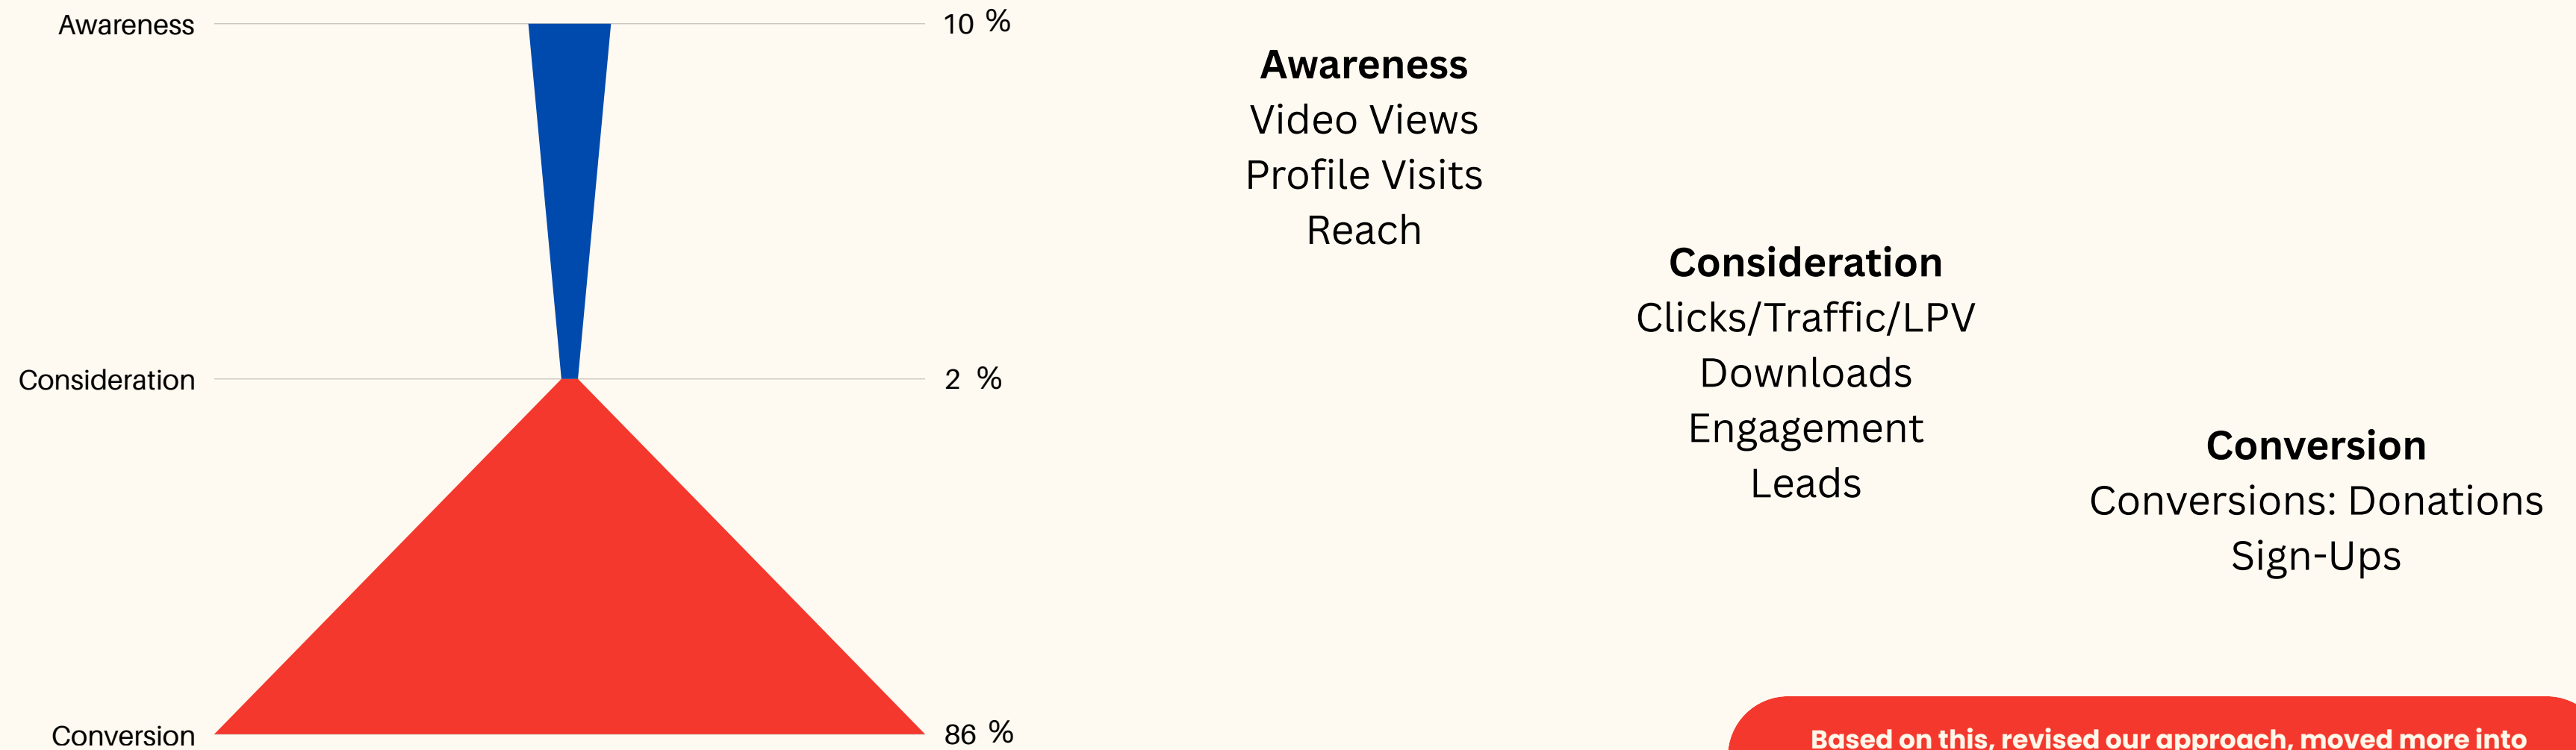 Awareness
10 %
Consideration
2 %
Conversion
86 %
Awareness
Video Views
Profile Visits
Reach
Consideration
Clicks/Traffic/LPV
Downloads
Engagement
Leads
Conversion
Conversions: Donations
Sign-Ups
Based on this, revised our approach, moved more into